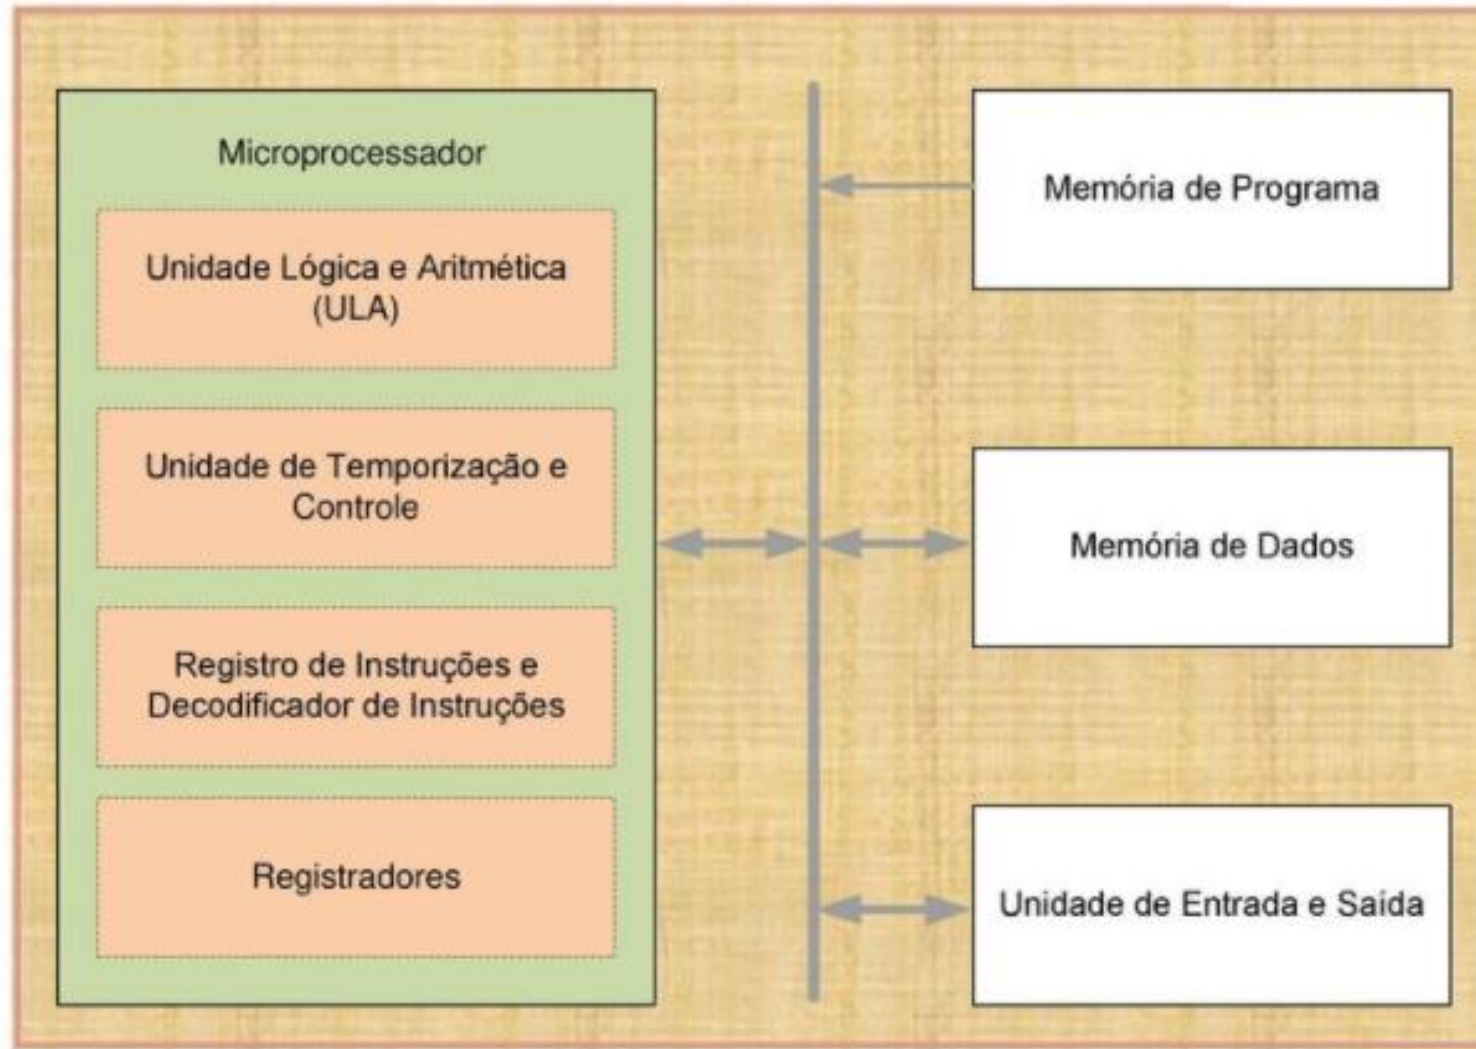 Microprocessador
Unidade Lógica e Aritmética
(ULA)
Unidade de Temporização e
Controle
Registro de Instruções e
Decodificador de Instruções
Registradores
Memória de Programa
Memória de Dados
Unidade de Entrada e Saída